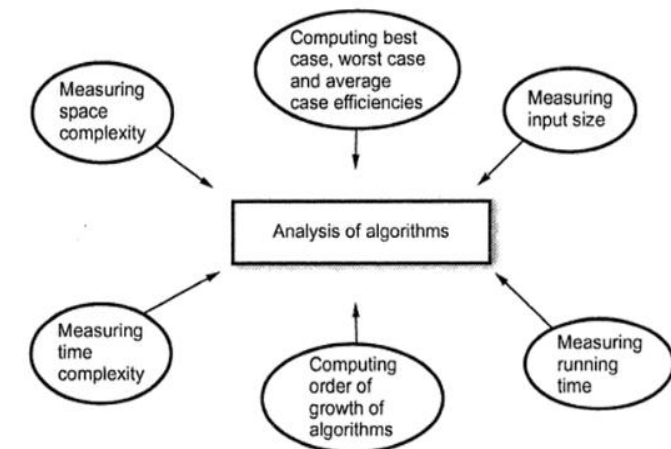 Computing best
case, worst case
and average
case efficiencies
Measuring
space
complexity
Measuring
input size
Analysis of algorithms
Measuring
time
complexity
Computing
order of
growth of
algorithms
Measuring
running
time